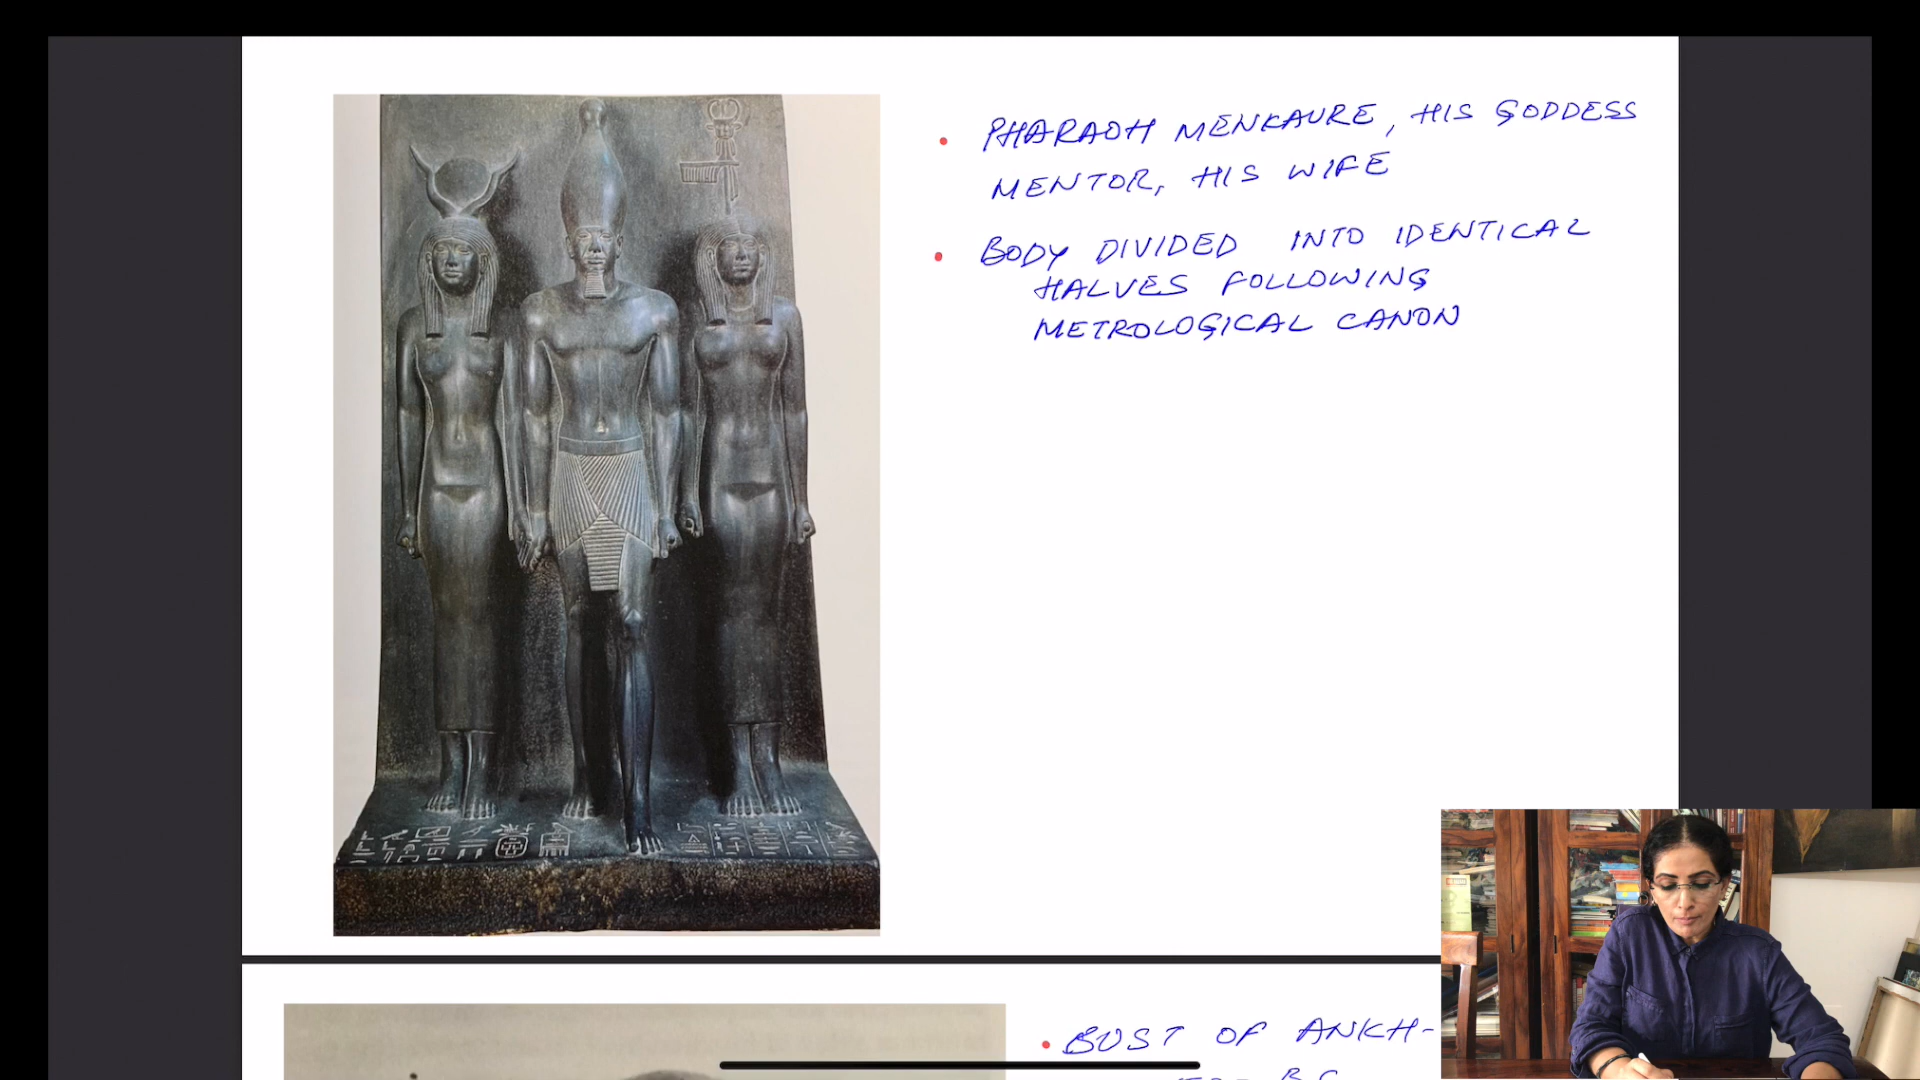 • PHARAOH MENKAURE, HIS GODDESS
MENTOR, HIS WIFE
• BODY DIVIDED INTO IDENTICAL
HALVES FOLLOWING
METROLOGICAL CANON
• BUST OF ANKH-